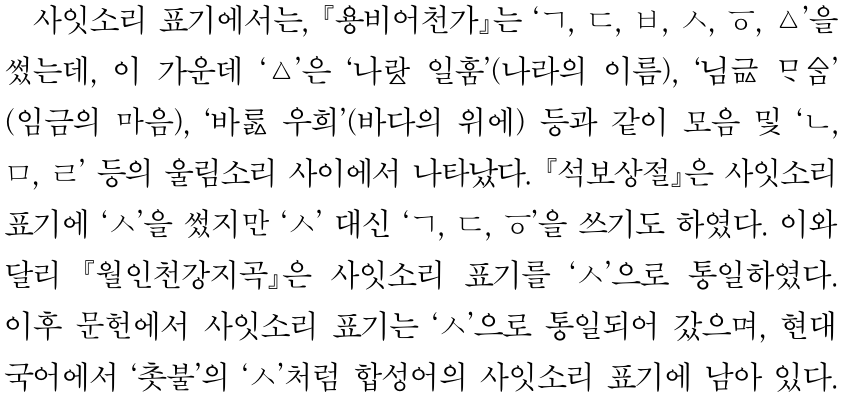 사잇소리 표기에서는, 『용비어천가』는 ‘ㄱ, ㄷ, ㅂ, ㅅ, ㆆ, ㅿ’을
썼는데, 이 가운데 ‘ㅿ’은 ‘나라ᇫ 일훔’(나라의 이름), ‘님그ᇟ ᄆᆞᅀᆞᆷ’
(임금의 마음), ‘바ᄅᆞᇗ 우희’(바다의 위에) 등과 같이 모음 및 ‘ㄴ,
ㅁ, ㄹ’ 등의 울림소리 사이에서 나타났다. 『석보상절』은 사잇소리
표기에 ‘ㅅ’을 썼지만 ‘ㅅ’ 대신 ‘ㄱ, ㄷ, ㆆ’을 쓰기도 하였다. 이와
달리 『월인천강지곡』은 사잇소리 표기를 ‘ㅅ’으로 통일하였다.
이후 문헌에서 사잇소리 표기는 ‘ㅅ’으로 통일되어 갔으며, 현대
국어에서 ‘촛불’의 ‘ㅅ’처럼 합성어의 사잇소리 표기에 남아 있다.